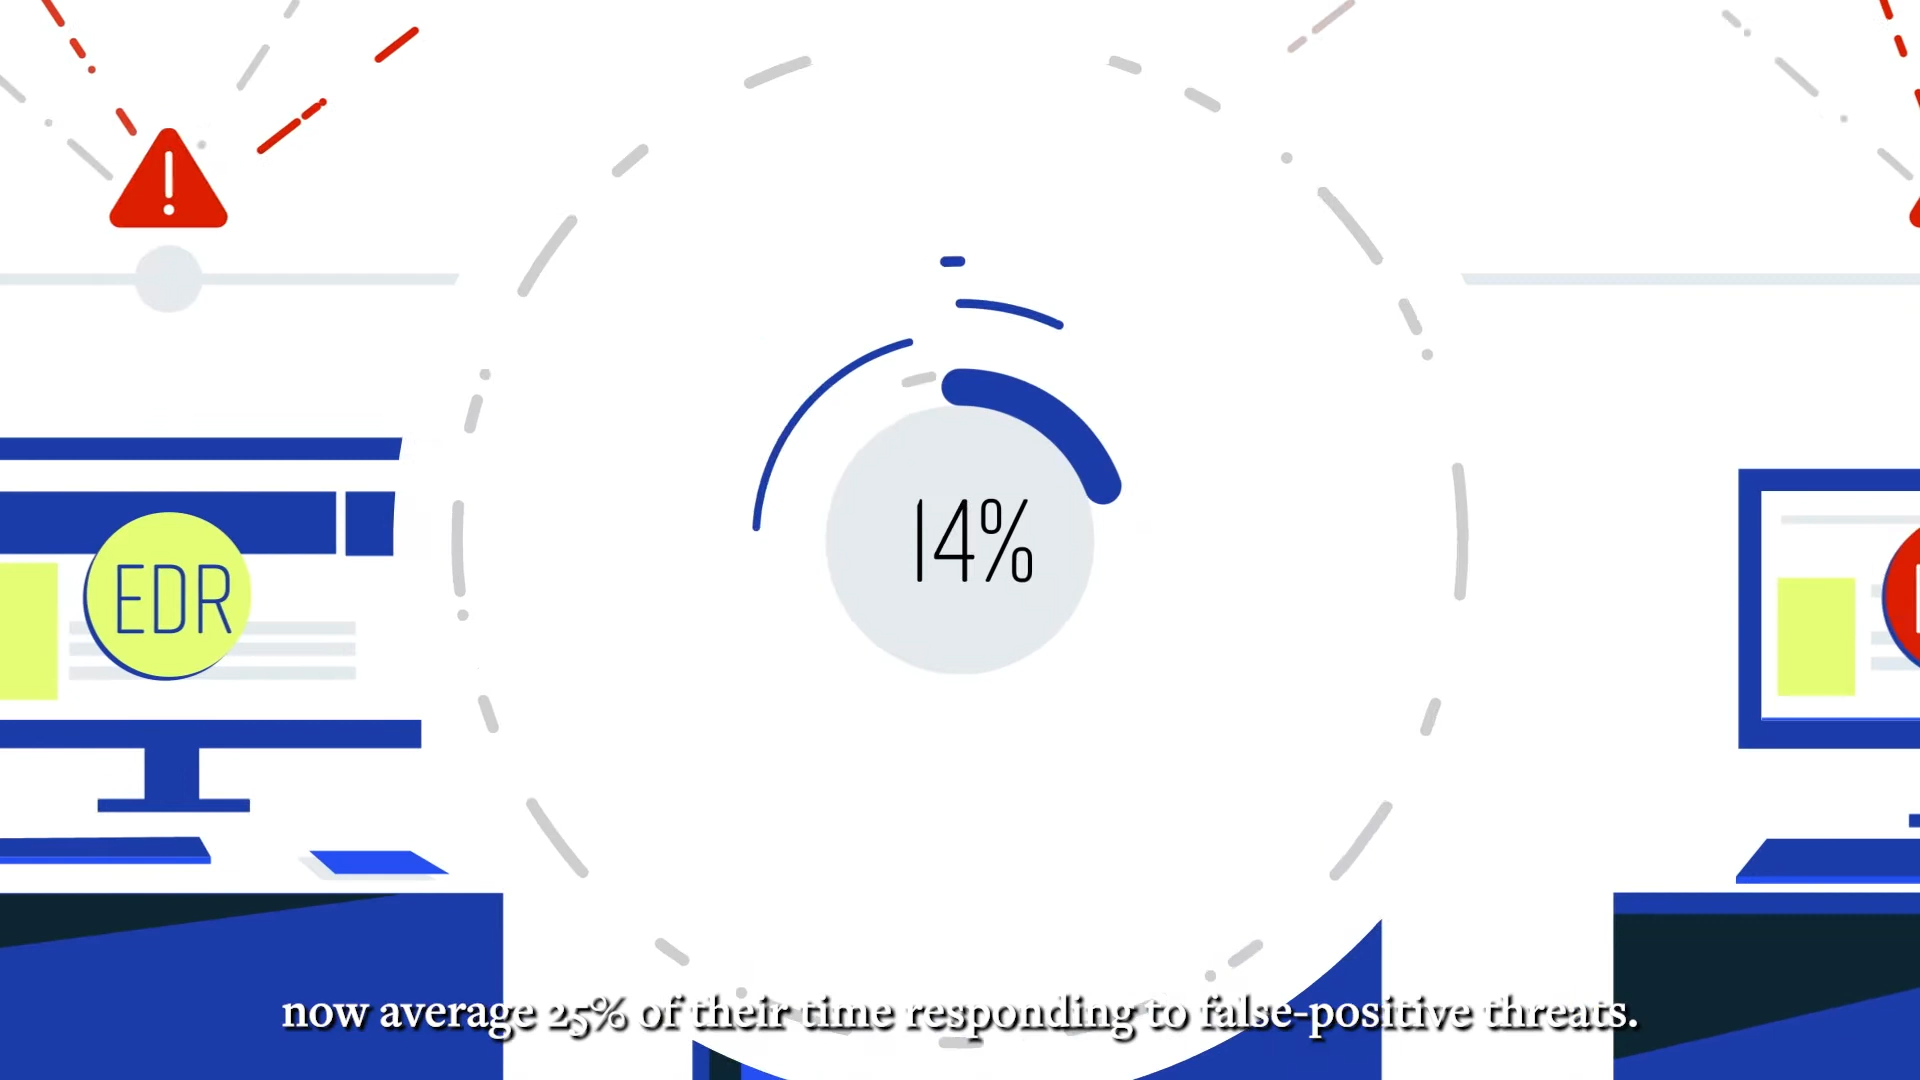 EDR
14%
now average 25% of their time responding to false-positive threats.